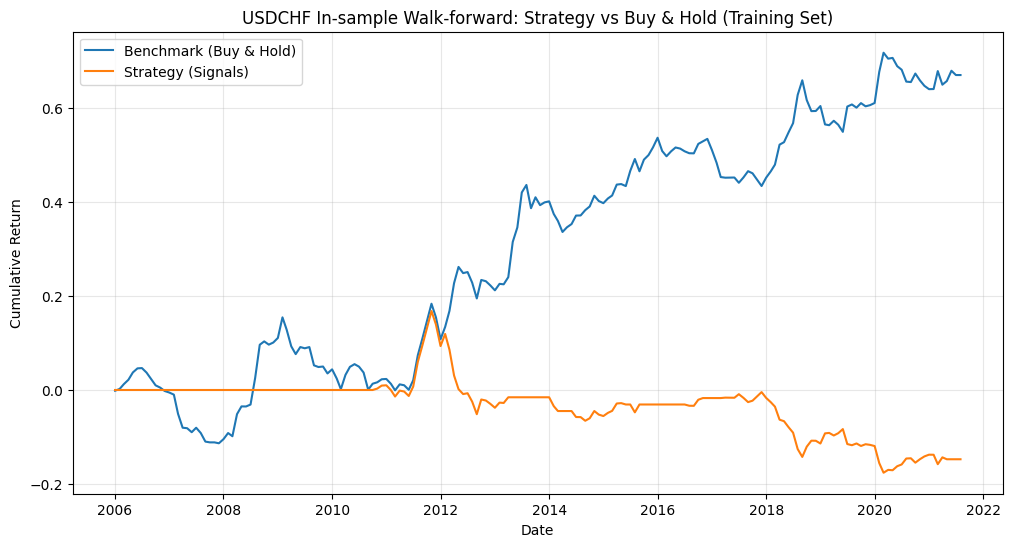 USDCHF In-sample Walk-forward: Strategy vs Buy & Hold (Training Set)
Benchmark (Buy & Hold)
Strategy (Signals)
Cumulative Return
0.6
0.4
0.2
0.0
−0.2
2006
2008
2010
2012
2014
2016
2018
2020
2022
Date